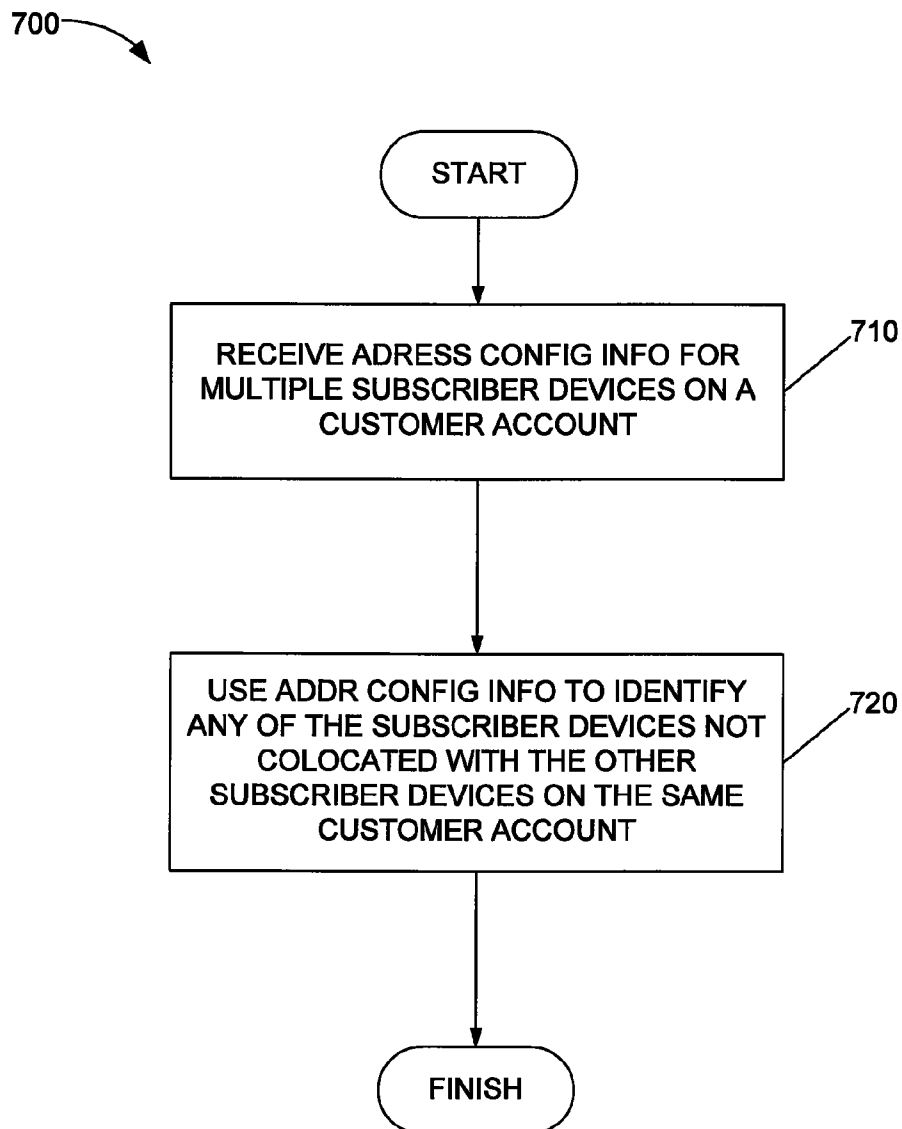 700
START
RECEIVE ADRESS CONFIG INFO FOR
MULTIPLE SUBSCRIBER DEVICES ON A
CUSTOMER ACCOUNT
710
USE ADDR CONFIG INFO TO IDENTIFY
ANY OF THE SUBSCRIBER DEVICES NOT
COLOCATED WITH THE OTHER
SUBSCRIBER DEVICES ON THE SAME
CUSTOMER ACCOUNT
720
FINISH